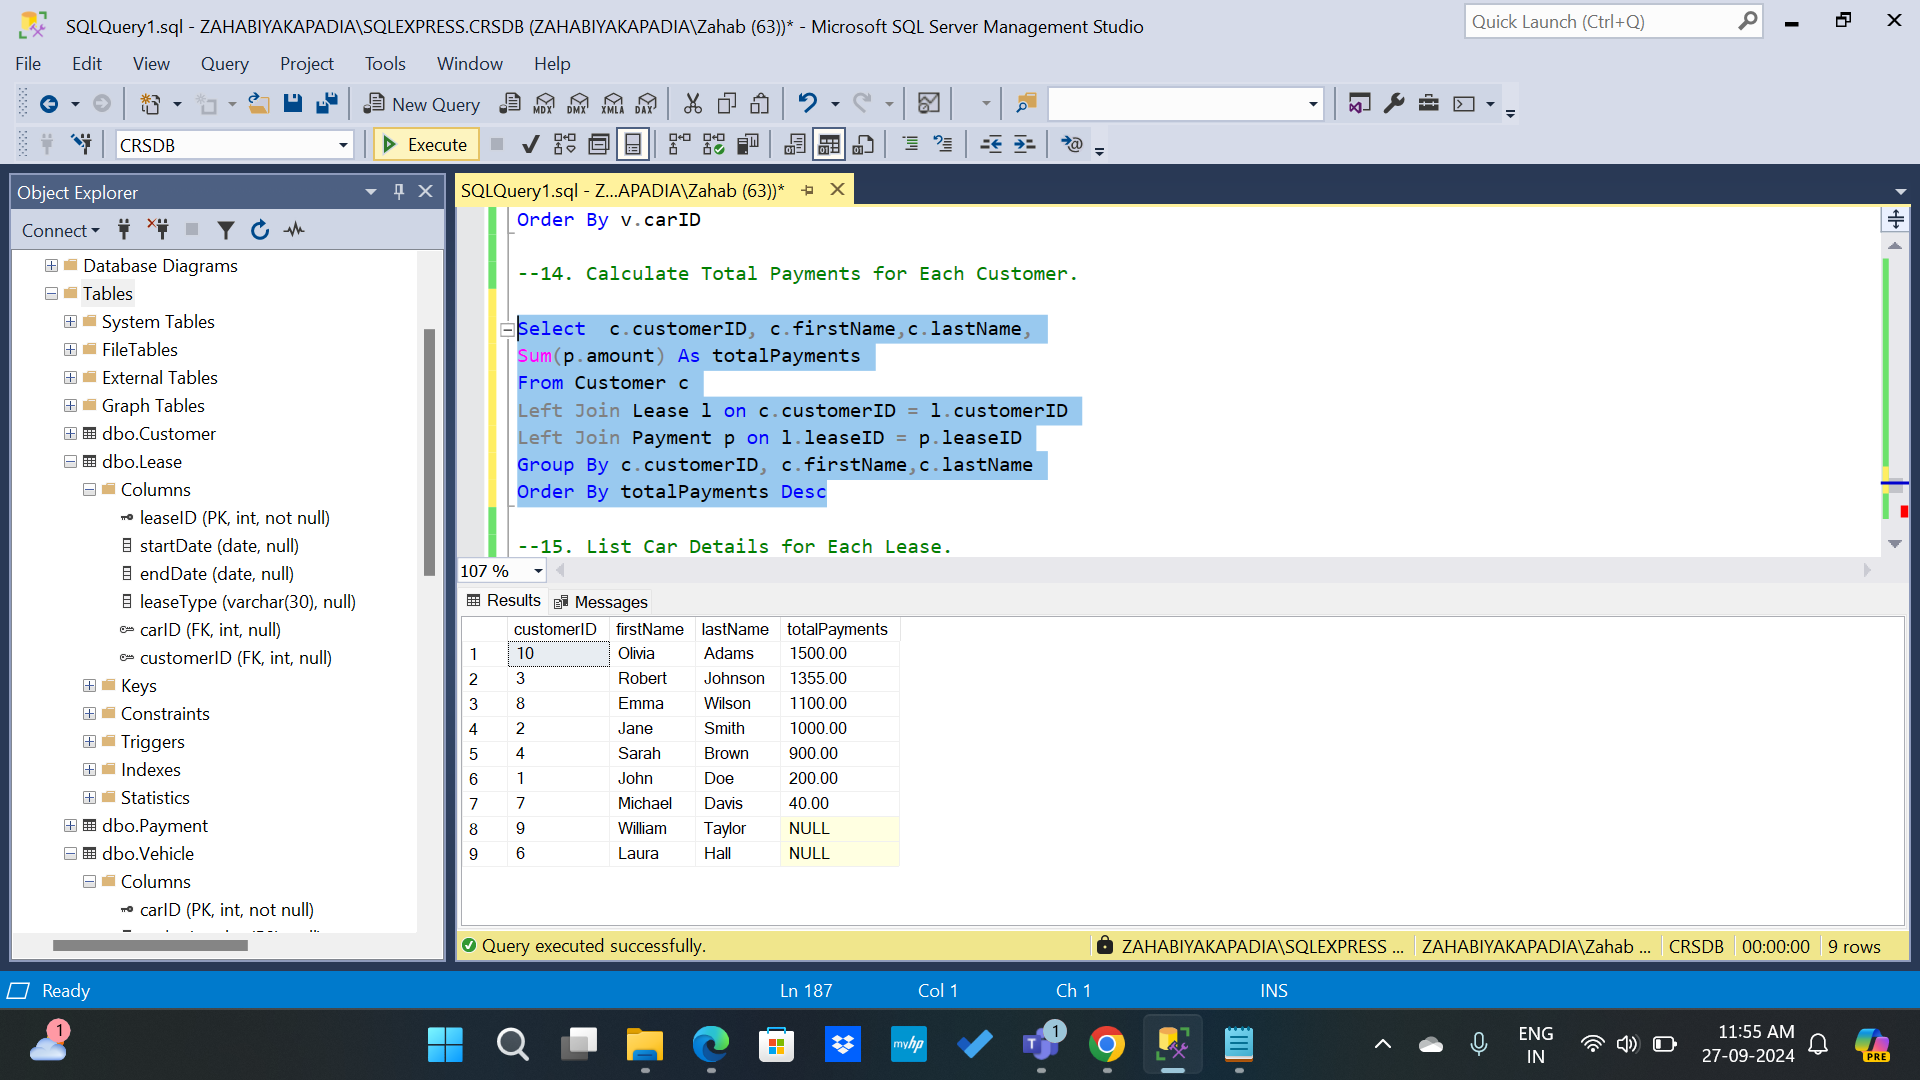 SQLQuery1.sql - ZAHABIYAKAPADIA\SQLEXPRESS.CRSDB (ZAHABIYAKAPADIA\Zahab (63))* - Microsoft SQL Server Management Studio
Quick Launch (Ctrl+Q)
File Edit View Query Project Tools Window Help
New Query MDX DMX XMLA DAX
CRSDB Execute
Object Explorer
Connect
Database Diagrams
Tables
System Tables
FileTables
External Tables
Graph Tables
dbo.Customer
dbo.Lease
Columns
leaseID (PK, int, not null)
startDate (date, null)
endDate (date, null)
leaseType (varchar(30), null)
carID (FK, int, null)
customerID (FK, int, null)
Keys
Constraints
Triggers
Indexes
Statistics
dbo.Payment
dbo.Vehicle
Columns
carID (PK, int, not null)
SQLQuery1.sql - Z...APADIA\Zahab (63))*
Order By v.carID
--14. Calculate Total Payments for Each Customer.
Select  c.customerID, c.firstName,c.lastName,
Sum(p.amount) As totalPayments
From Customer c
Left Join Lease l on c.customerID = l.customerID
Left Join Payment p on l.leaseID = p.leaseID
Group By c.customerID, c.firstName,c.lastName
Order By totalPayments Desc
--15. List Car Details for Each Lease.
107 %
Results Messages
customerID firstName lastName totalPayments
1 10 Olivia Adams 1500.00
2 3 Robert Johnson 1355.00
3 8 Emma Wilson 1100.00
4 2 Jane Smith 1000.00
5 4 Sarah Brown 900.00
6 1 John Doe 200.00
7 7 Michael Davis 40.00
8 9 William Taylor NULL
9 6 Laura Hall NULL
Query executed successfully. ZAHABIYAKAPADIA\SQLEXPRESS ... ZAHABIYAKAPADIA\Zahab ... CRSDB 00:00:00 9 rows
Ready Ln 187 Col 1 Ch 1 INS
1 myhp 1 ENG IN 11:55 AM 27-09-2024 PRE